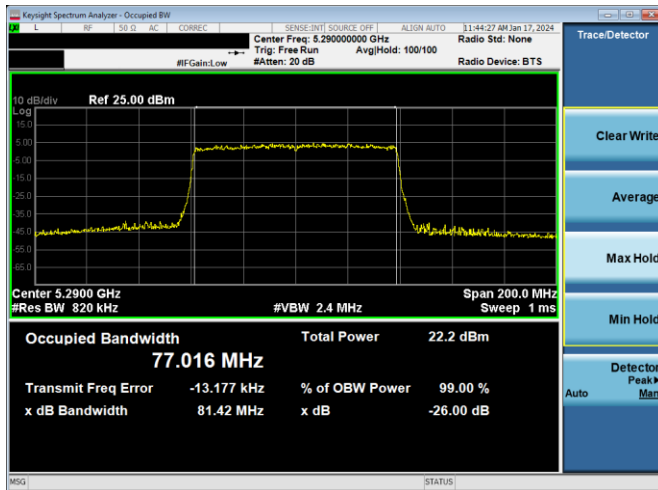 Keysight Spectrum Analyzer - Occupied BW
L RF 50 Ω AC CORREC SENSE:INT SOURCE OFF ALIGN AUTO 11:44:27 AM Jan 17, 2024
Center Freq: 5.290000000 GHz Radio Std: None
Trig: Free Run Avg|Hold: 100/100
#IFGain:Low #Atten: 20 dB Radio Device: BTS
Trace/Detector
10 dB/div Ref 25.00 dBm
Log
15.0
5.00
-5.00
-15.0
-25.0
-35.0
-45.0
-55.0
-65.0
Center 5.2900 GHz Span 200.0 MHz
#Res BW 820 kHz #VBW 2.4 MHz Sweep 1 ms
Occupied Bandwidth Total Power 22.2 dBm
77.016 MHz
Transmit Freq Error -13.177 kHz % of OBW Power 99.00 %
x dB Bandwidth 81.42 MHz x dB -26.00 dB
Clear Write
Average
Max Hold
Min Hold
Detector
Peak
Auto Man
MSG STATUS